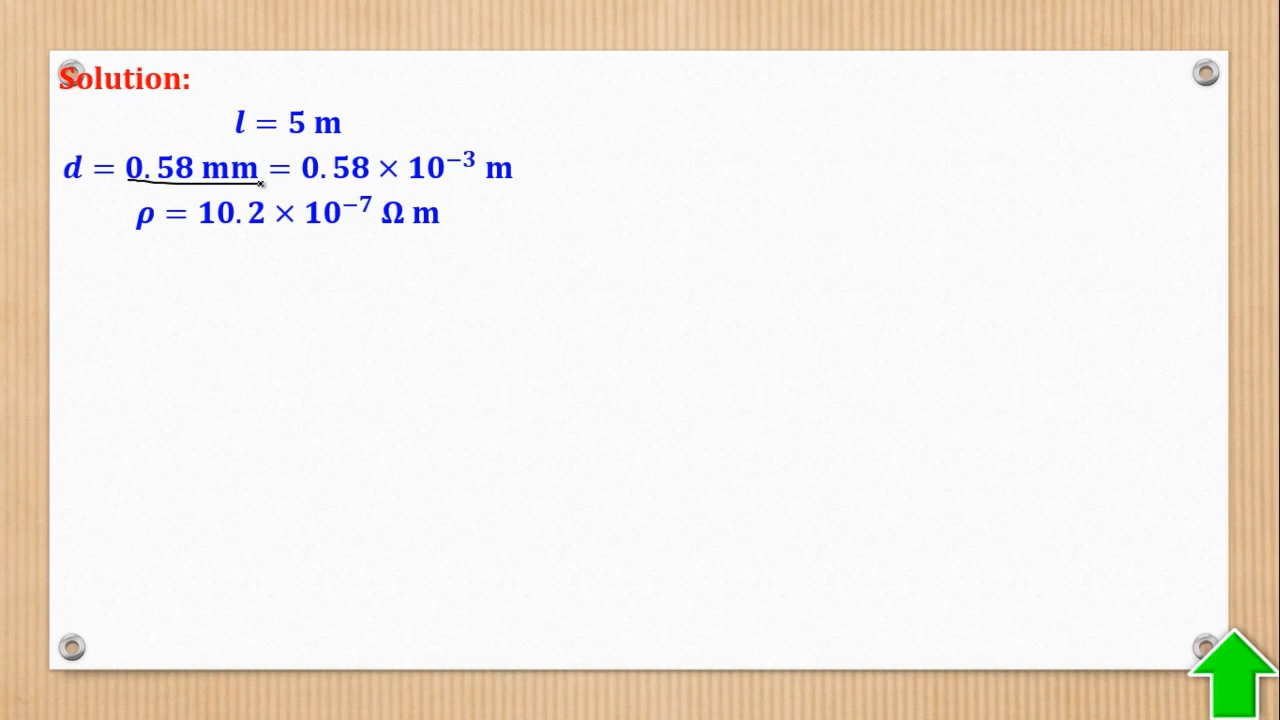 Solution:
l = 5 m
d = 0.58 mm = 0.58 × 10⁻³ m
ρ = 10.2 × 10⁻⁷ Ω m